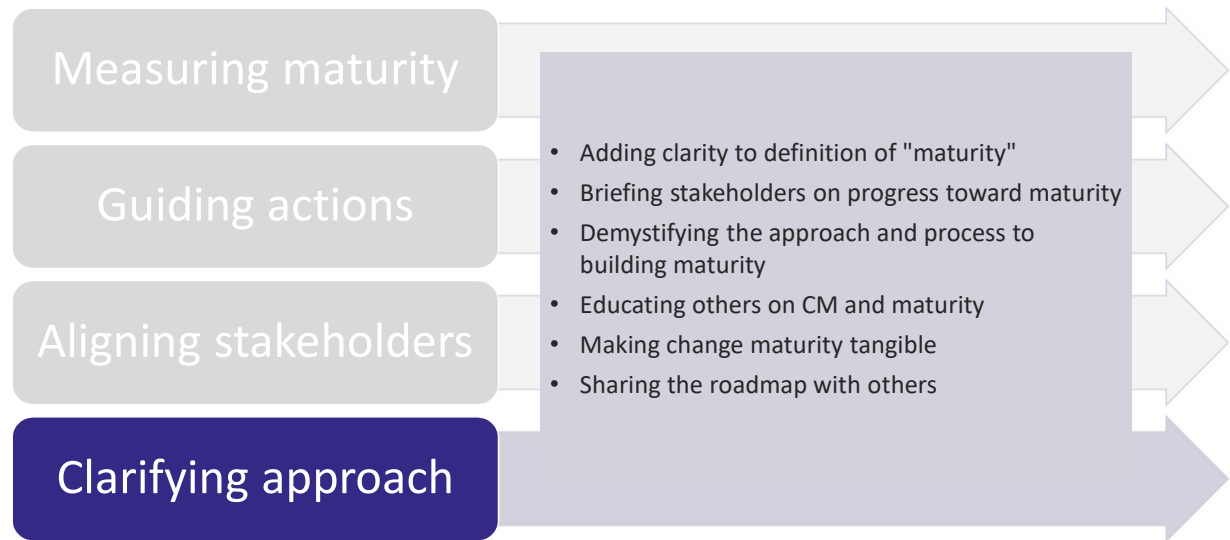 Measuring maturity
Guiding actions
Aligning stakeholders
Clarifying approach
• Adding clarity to definition of "maturity"
• Briefing stakeholders on progress toward maturity
• Demystifying the approach and process to
building maturity
• Educating others on CM and maturity
• Making change maturity tangible
• Sharing the roadmap with others